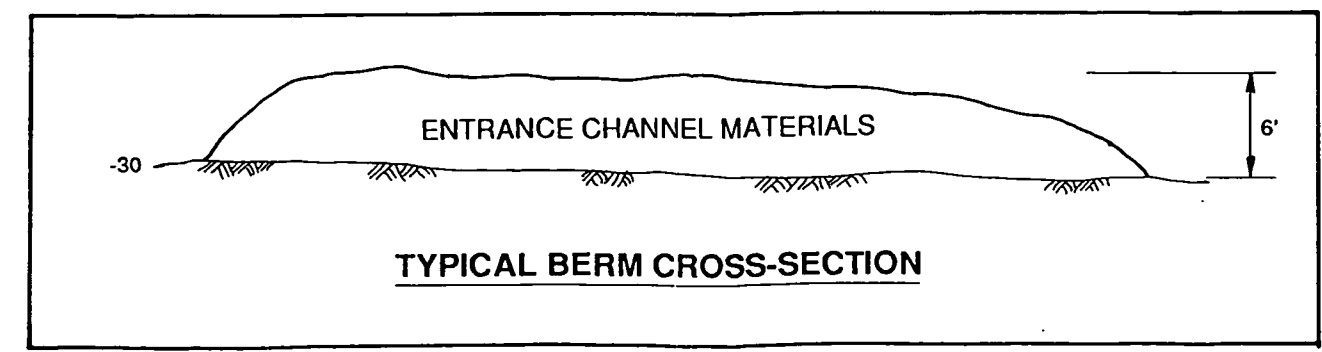 ENTRANCE CHANNEL MATERIALS
6'
-30
TYPICAL BERM CROSS-SECTION